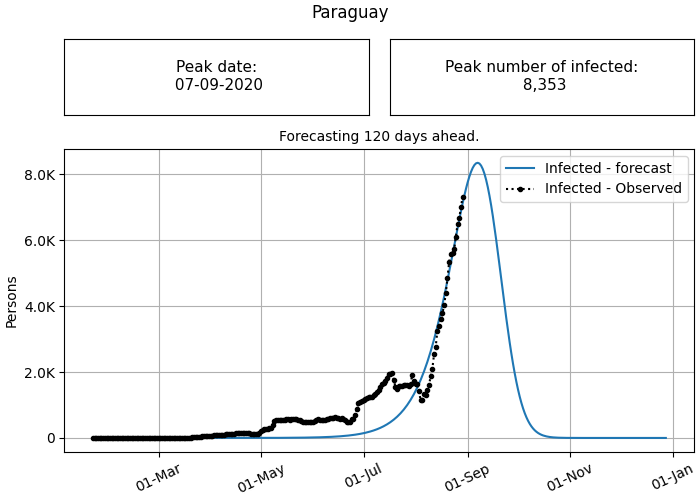 Paraguay
Peak date:
07-09-2020
Peak number of infected:
8,353
Forecasting 120 days ahead.
Infected - forecast
Infected - Observed
Persons
8.0K
6.0K
4.0K
2.0K
0
01-Mar
01-May
01-Jul
01-Sep
01-Nov
01-Jan